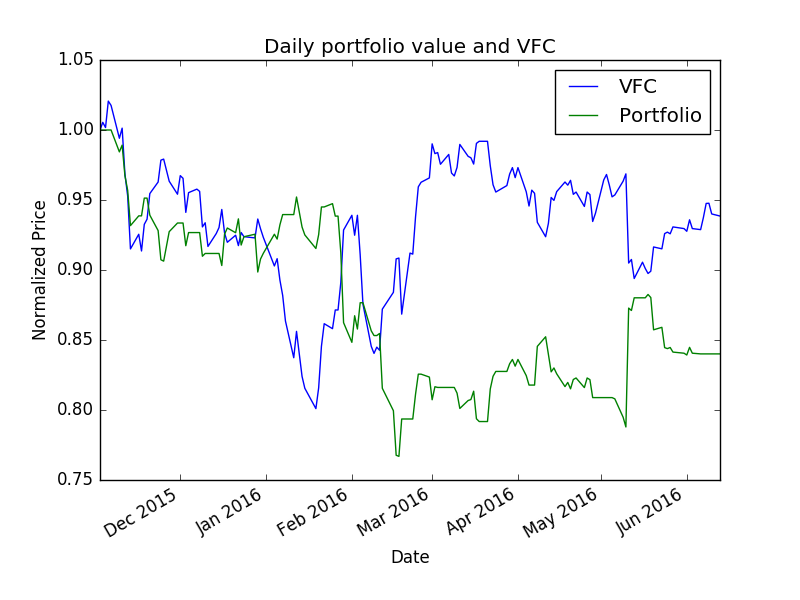 Daily portfolio value and VFC
1.05
1.00
0.95
0.90
0.85
0.80
0.75
Normalized Price
VFC
Portfolio
Dec 2015
Jan 2016
Feb 2016
Mar 2016
Apr 2016
May 2016
Jun 2016
Date